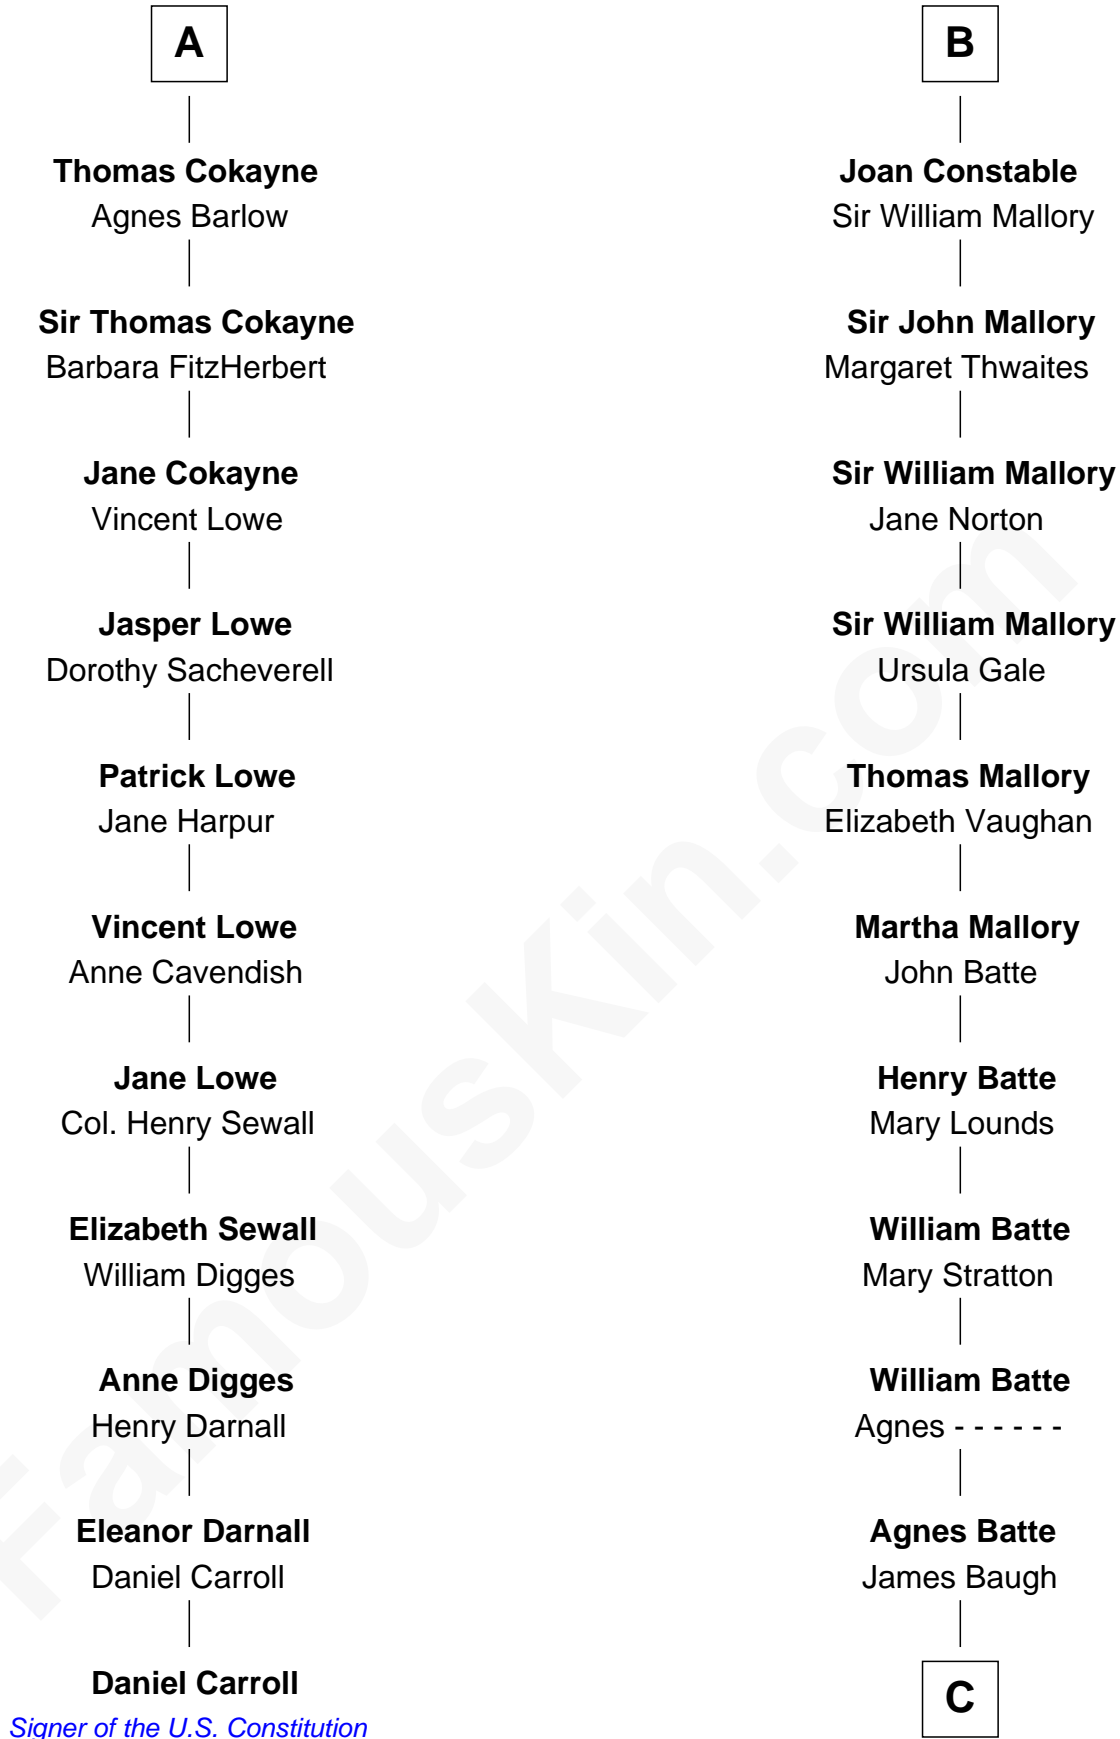 A
Thomas Cokayne
Agnes Barlow
Sir Thomas Cokayne
Barbara FitzHerbert
Jane Cokayne
Vincent Lowe
Jasper Lowe
Dorothy Sacheverell
Patrick Lowe
Jane Harpur
Vincent Lowe
Anne Cavendish
Jane Lowe
Col. Henry Sewall
Elizabeth Sewall
William Digges
Anne Digges
Henry Darnall
Eleanor Darnall
Daniel Carroll
Daniel Carroll
Signer of the U.S. Constitution
B
Joan Constable
Sir William Mallory
Sir John Mallory
Margaret Thwaites
Sir William Mallory
Jane Norton
Sir William Mallory
Ursula Gale
Thomas Mallory
Elizabeth Vaughan
Martha Mallory
John Batte
Henry Batte
Mary Lounds
William Batte
Mary Stratton
William Batte
Agnes - - - - - -
Agnes Batte
James Baugh
C
FamousKin.com